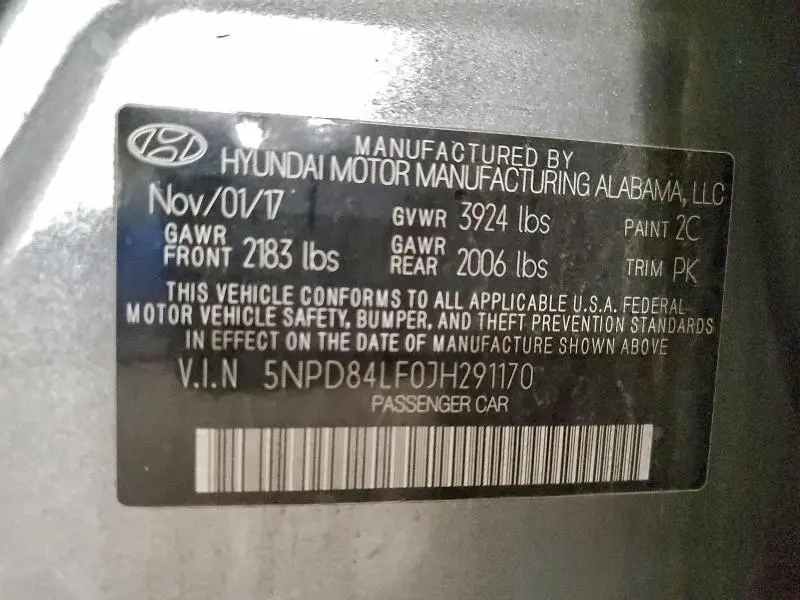 MANUFACTURED BY
HYUNDAI MOTOR MANUFACTURING ALABAMA, LLC
Nov/01/17 GVWR 3924 lbs PAINT 2C
GAWR FRONT 2183 lbs GAWR REAR 2006 lbs TRIM PK
THIS VEHICLE CONFORMS TO ALL APPLICABLE U.S.A. FEDERAL
MOTOR VEHICLE SAFETY, BUMPER, AND THEFT PREVENTION STANDARDS
IN EFFECT ON THE DATE OF MANUFACTURE SHOWN ABOVE
V.I.N 5NPD84LF0JH291170
PASSENGER CAR